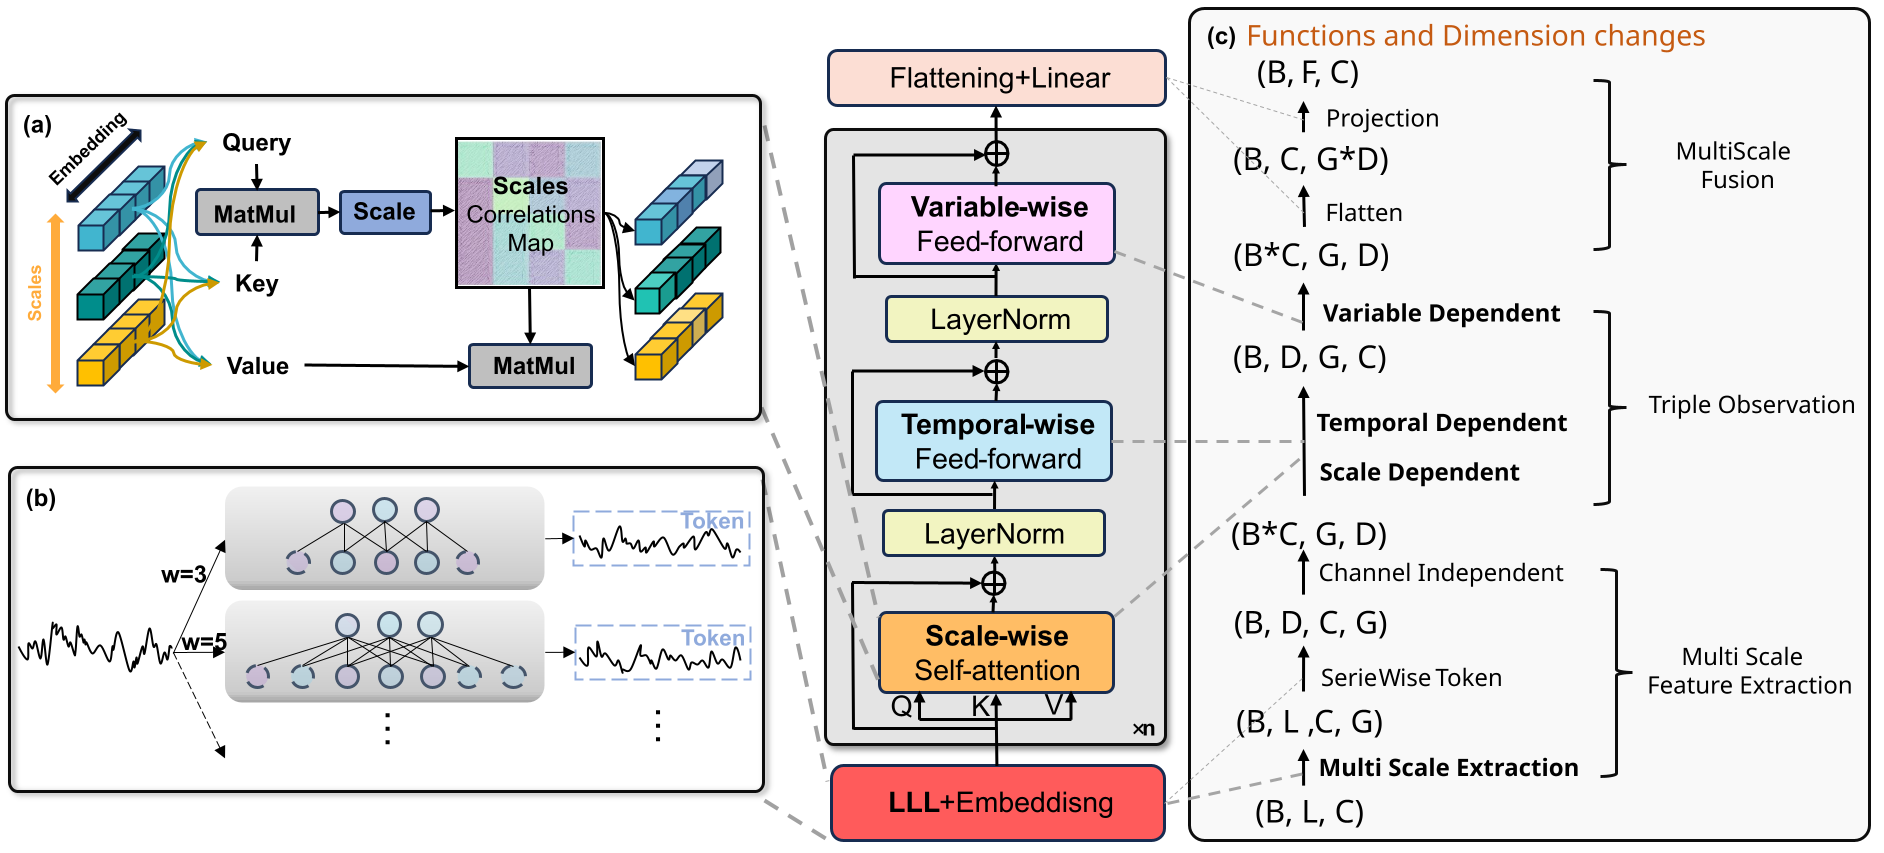 (a)
Embedding
Scales
Query
MatMul
Scale
Key
Value
Scales
Correlations
Map
MatMul
(b)
w=3
w=5
Token
Token
Flattening+Linear
Variable-wise
Feed-forward
LayerNorm
Temporal-wise
Feed-forward
LayerNorm
Scale-wise
Self-attention
Q K V
×n
LLL+Embeddisng
(c) Functions and Dimension changes
(B, F, C)
Projection
(B, C, G*D)
Flatten
(B*C, G, D)
MultiScale
Fusion
Variable Dependent
(B, D, G, C)
Temporal Dependent
Scale Dependent
Triple Observation
(B*C, G, D)
Channel Independent
(B, D, C, G)
SerieWise Token
(B, L ,C, G)
Multi Scale Extraction
(B, L, C)
Multi Scale
Feature Extraction